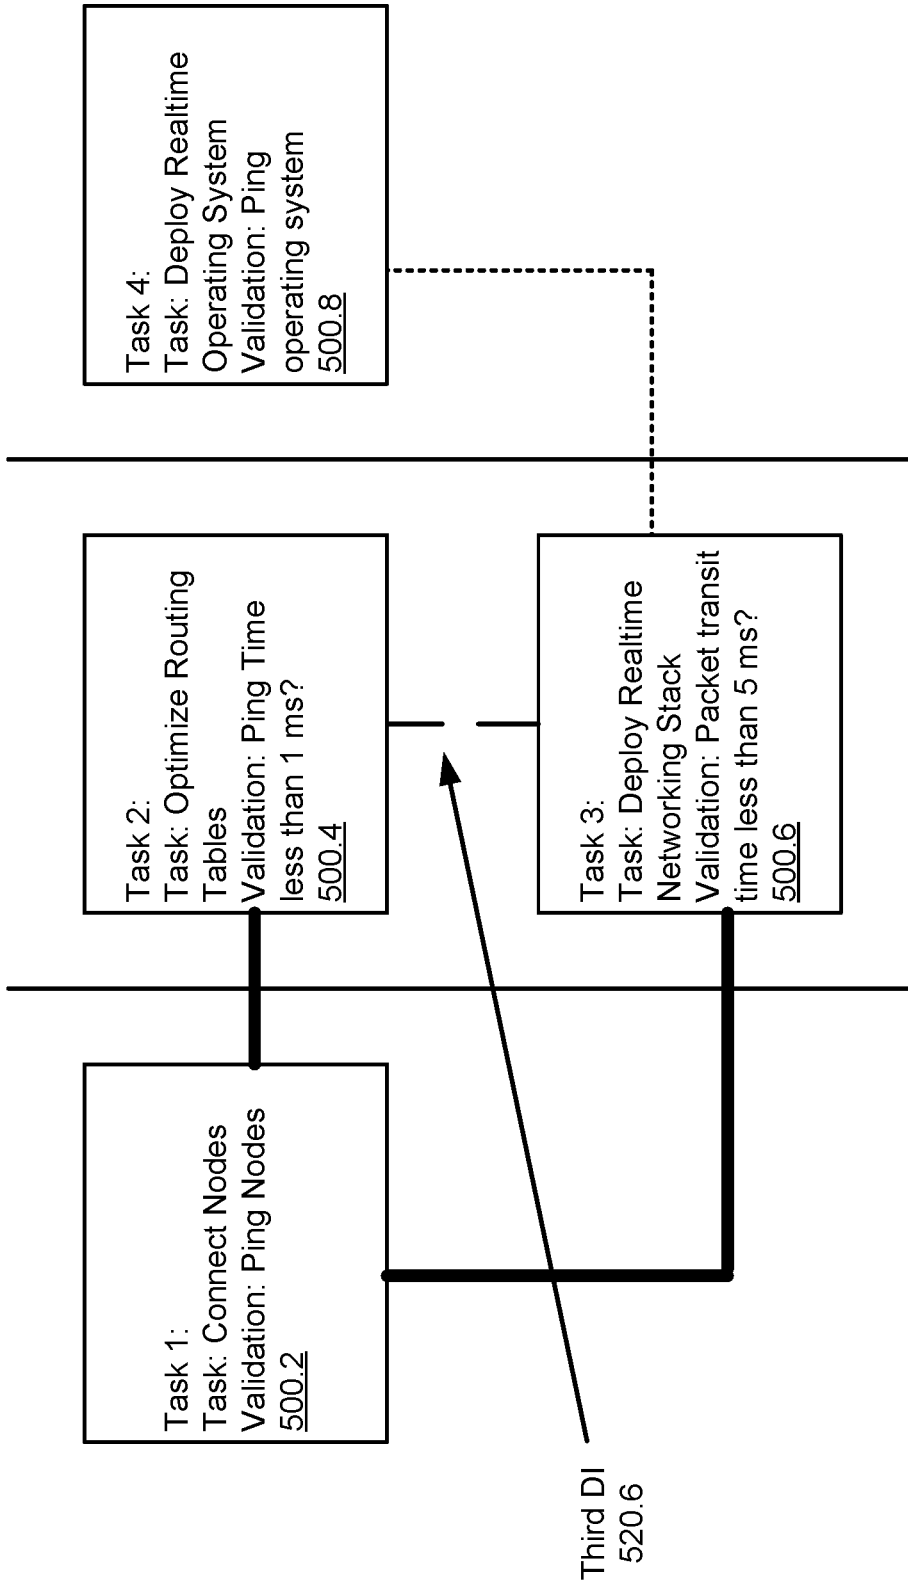 Task 1:
Task: Connect Nodes
Validation: Ping Nodes
500.2
Task 2:
Task: Optimize Routing
Tables
Validation: Ping Time
less than 1 ms?
500.4
Task 4:
Task: Deploy Realtime
Operating System
Validation: Ping
operating system
500.8
Task 3:
Task: Deploy Realtime
Networking Stack
Validation: Packet transit
time less than 5 ms?
500.6
Third DI
520.6